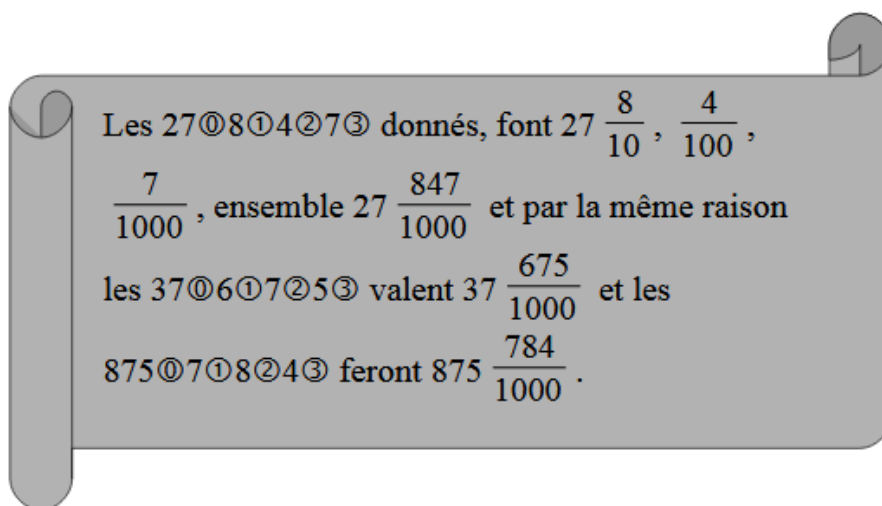 Les 27⓪8①4②7③ donnés, font 27 8/10 , 4/100 ,
7/1000 , ensemble 27 847/1000 et par la même raison
les 37⓪6①7②5③ valent 37 675/1000 et les
875⓪7①8②4③ feront 875 784/1000 .